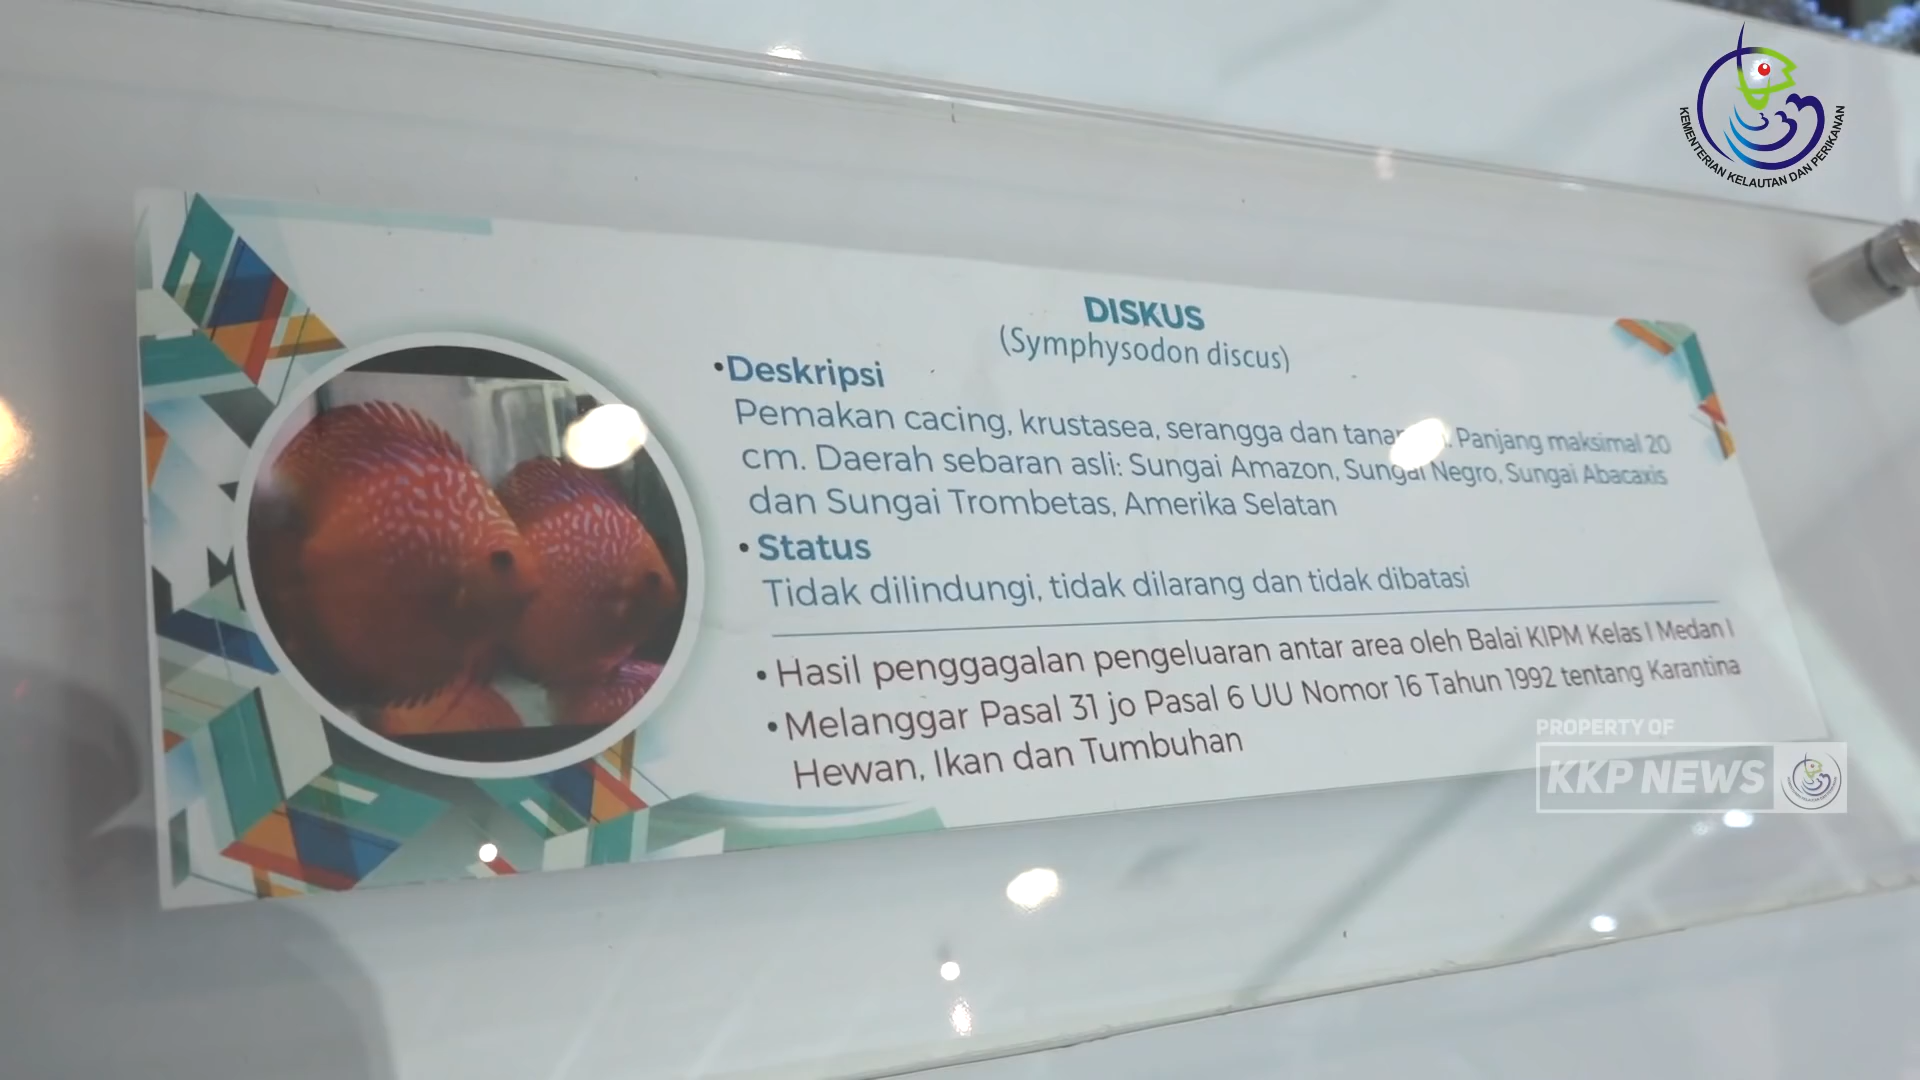 KEMENTERIAN KELAUTAN DAN PERIKANAN
DISKUS
(Symphysodon discus)
•Deskripsi
Pemakan cacing, krustasea, serangga dan Panjang maksimal 20
cm. Daerah sebaran asli: Sungai Amazon, Sungai Negro, Sungai Abacaxis
dan Sungai Trombetas, Amerika Selatan
• Status
Tidak dilindungi, tidak dilarang dan tidak dibatasi
• Hasil penggagalan pengeluaran antar area oleh Balai KIPM Kelas I Medan I
• Melanggar Pasal 31 jo Pasal 6 UU Nomor 16 Tahun 1992 tentang Karantina
Hewan, Ikan dan Tumbuhan
PROPERTY OF
KKP NEWS